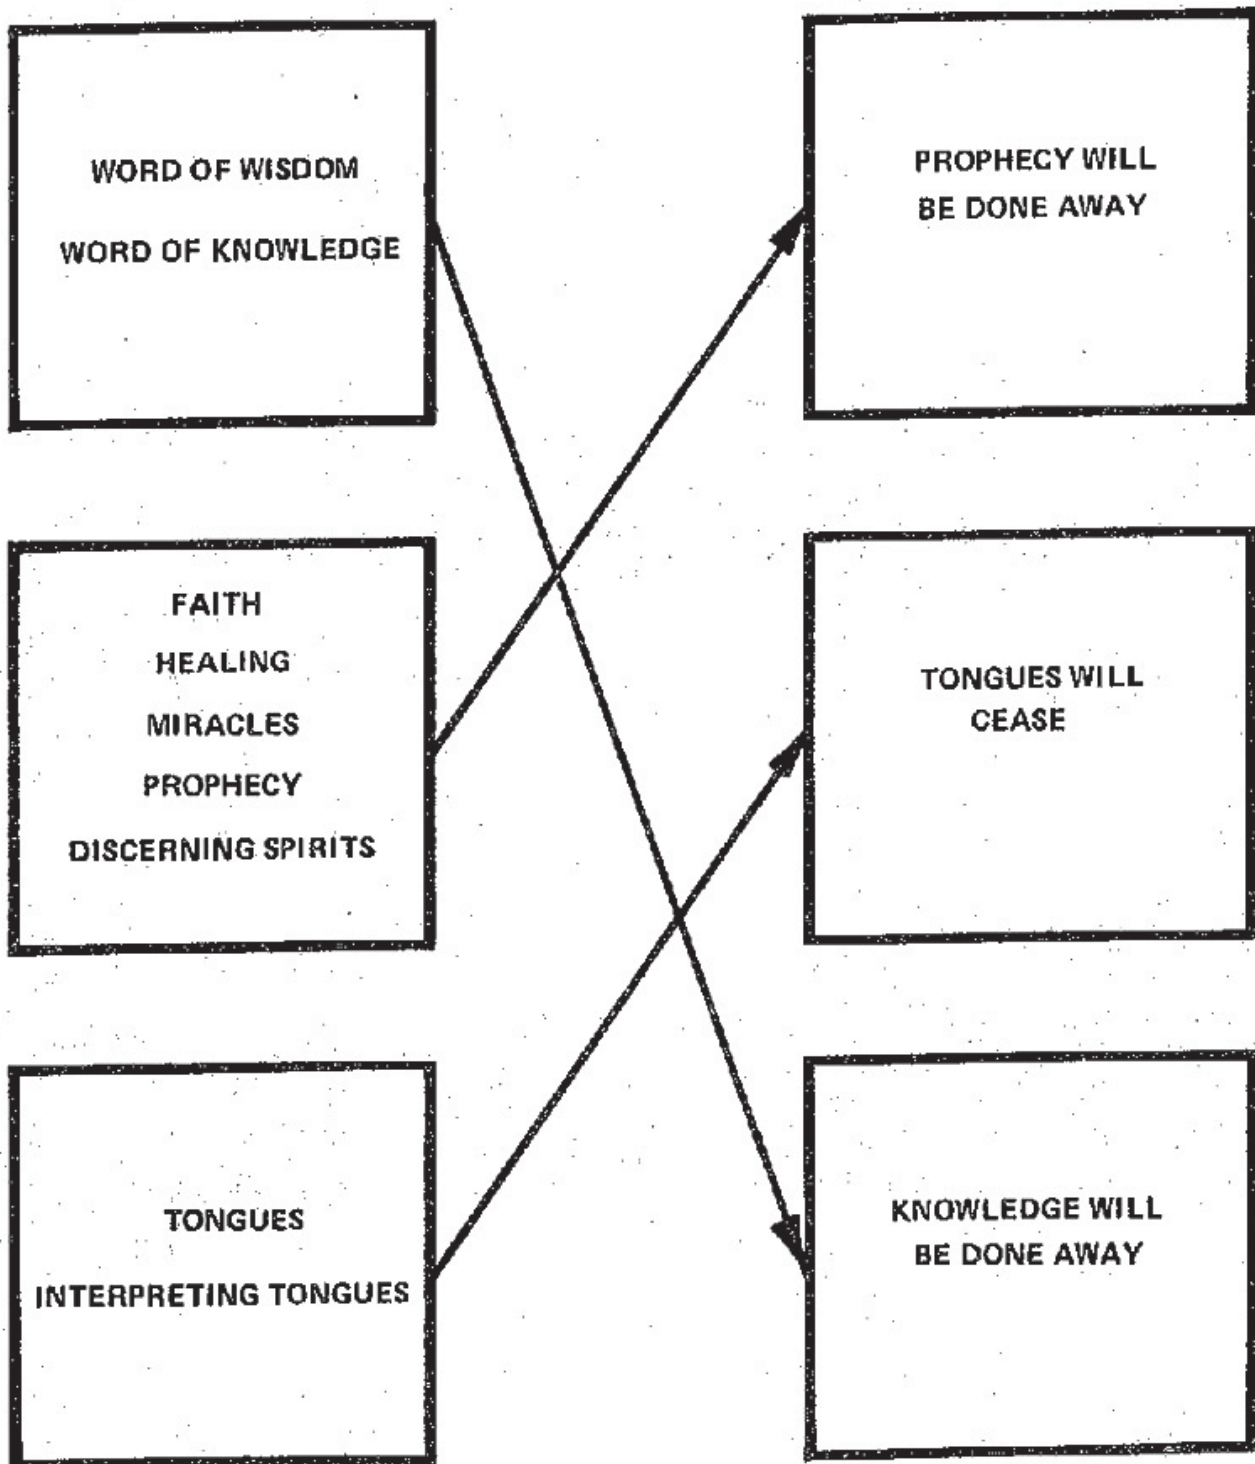 WORD OF WISDOM
WORD OF KNOWLEDGE
FAITH
HEALING
MIRACLES
PROPHECY
DISCERNING SPIRITS
TONGUES
INTERPRETING TONGUES
PROPHECY WILL
BE DONE AWAY
TONGUES WILL
CEASE
KNOWLEDGE WILL
BE DONE AWAY